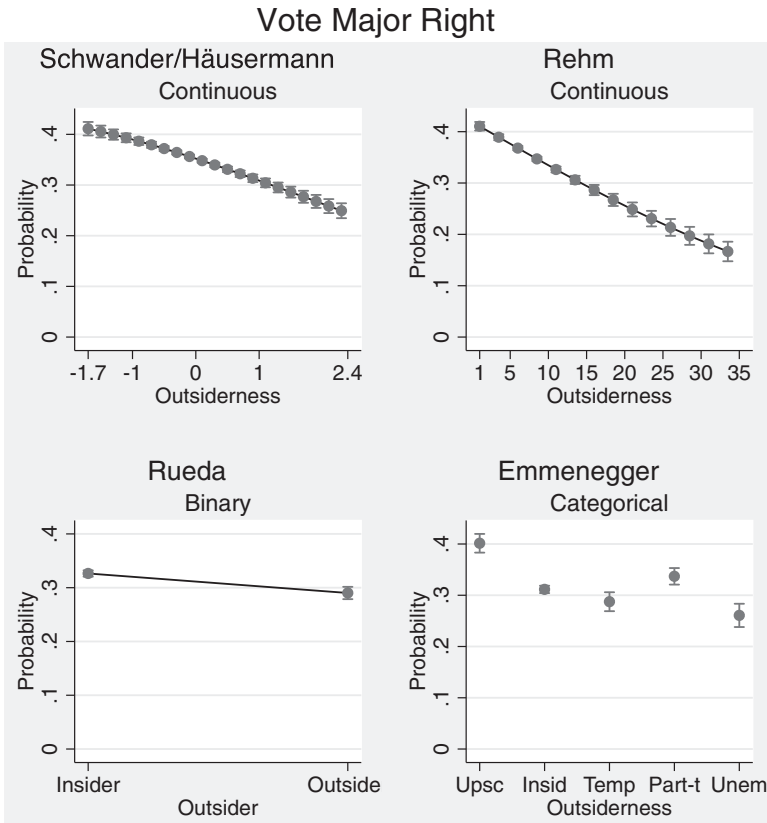 Vote Major Right
Schwander/Häusermann
Continuous
Probability
.4
.3
.2
.1
0
-1.7 -1 0 1 2.4
Outsiderness
Rehm
Continuous
Probability
.4
.3
.2
.1
0
1 5 10 15 20 25 30 35
Outsiderness
Rueda
Binary
Probability
.4
.3
.2
.1
0
Insider Outside
Outsider
Emmenegger
Categorical
Probability
.4
.3
.2
.1
0
Upsc Insid Temp Part-t Unem
Outsiderness